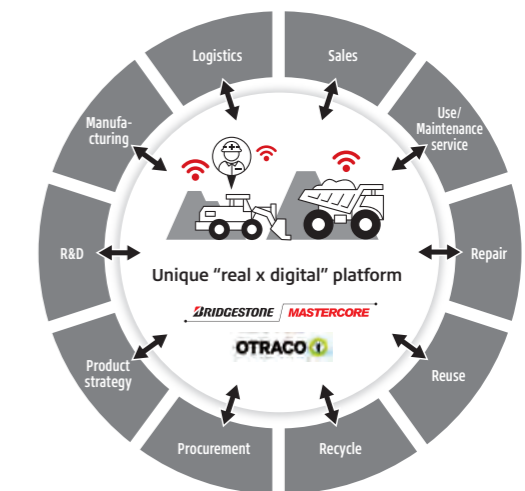 Logistics
Sales
Use/
Maintenance
service
Repair
Reuse
Recycle
Procurement
Product
strategy
R&D
Manufa-
cturing
Unique “real x digital” platform
BRIDGESTONE MASTERCORE
OTRACO